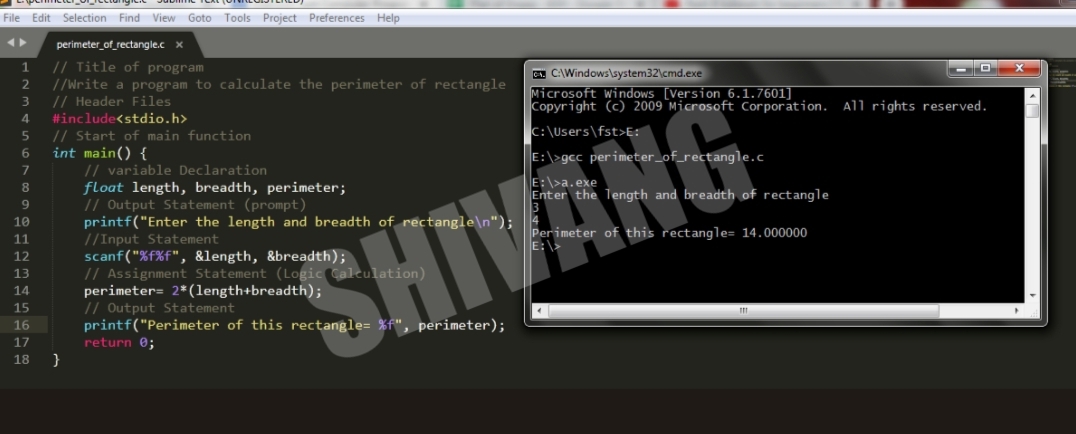 E:\perimeter_of_rectangle.c - Sublime Text (UNREGISTERED)
File Edit Selection Find View Goto Tools Project Preferences Help
perimeter_of_rectangle.c ×
1 // Title of program
2 //Write a program to calculate the perimeter of rectangle
3 // Header Files
4 #include<stdio.h>
5 // Start of main function
6 int main() {
7 // variable Declaration
8 float length, breadth, perimeter;
9 // Output Statement (prompt)
10 printf("Enter the length and breadth of rectangle\n");
11 //Input Statement
12 scanf("%f%f", &length, &breadth);
13 // Assignment Statement (Logic Calculation)
14 perimeter= 2*(length+breadth);
15 // Output Statement
16 printf("Perimeter of this rectangle= %f", perimeter);
17 return 0;
18 }
C:\Windows\system32\cmd.exe
Microsoft Windows [Version 6.1.7601]
Copyright (c) 2009 Microsoft Corporation. All rights reserved.
C:\Users\fst>E:
E:\>gcc perimeter_of_rectangle.c
E:\>a.exe
Enter the length and breadth of rectangle
3
4
Perimeter of this rectangle= 14.000000
E:\>
SHIVANG